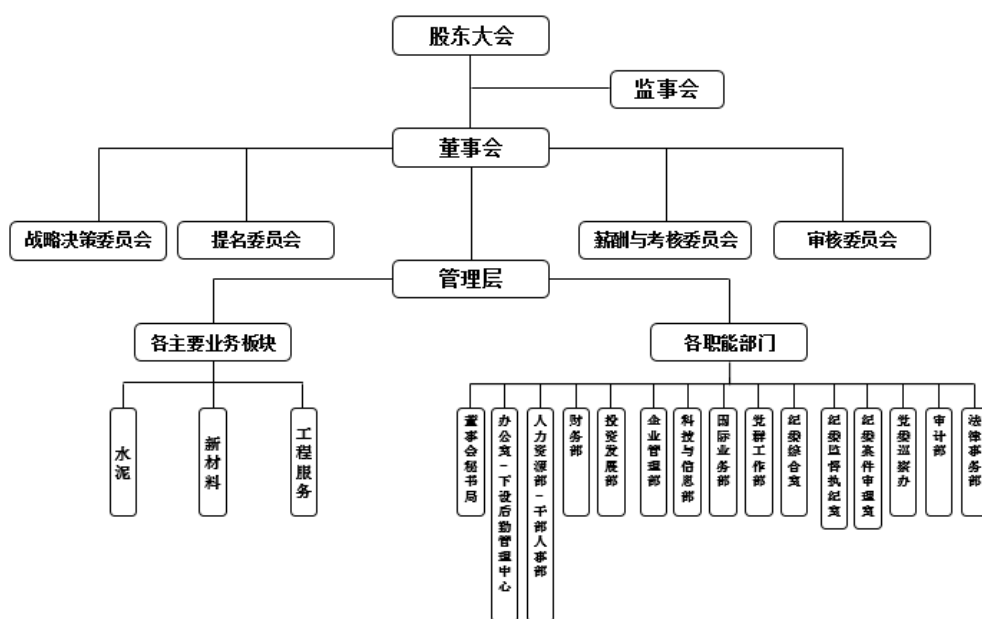 股东大会
监事会
董事会
战略决策委员会
提名委员会
薪酬与考核委员会
审核委员会
管理层
各主要业务板块
各职能部门
水泥
新材料
工程服务
董事会秘书局
办公室-下设后勤管理中心
人力资源部-干部人事部
财务部
投资发展部
企业管理部
科技与信息部
国际业务部
党群工作部
纪委综合室
纪委监督执纪室
纪委案件审理室
党委巡察办
审计部
法律事务部